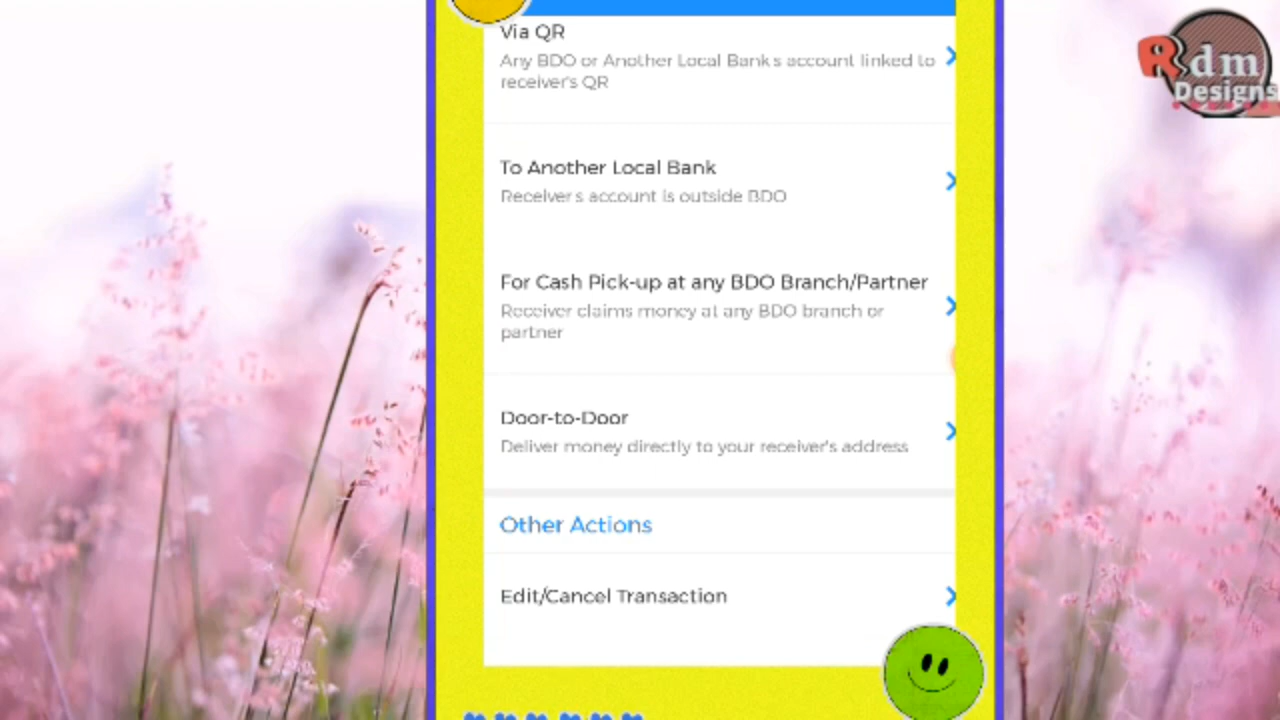 Via QR
Any BDO or Another Local Banks account linked to
receiver's QR
To Another Local Bank
Receivers account is outside BDO
For Cash Pick-up at any BDO Branch/Partner
Receiver claims money at any BDO branch or
partner
Door-to-Door
Deliver money directly to your receiver's address
Other Actions
Edit/Cancel Transaction
Rdm
Designs